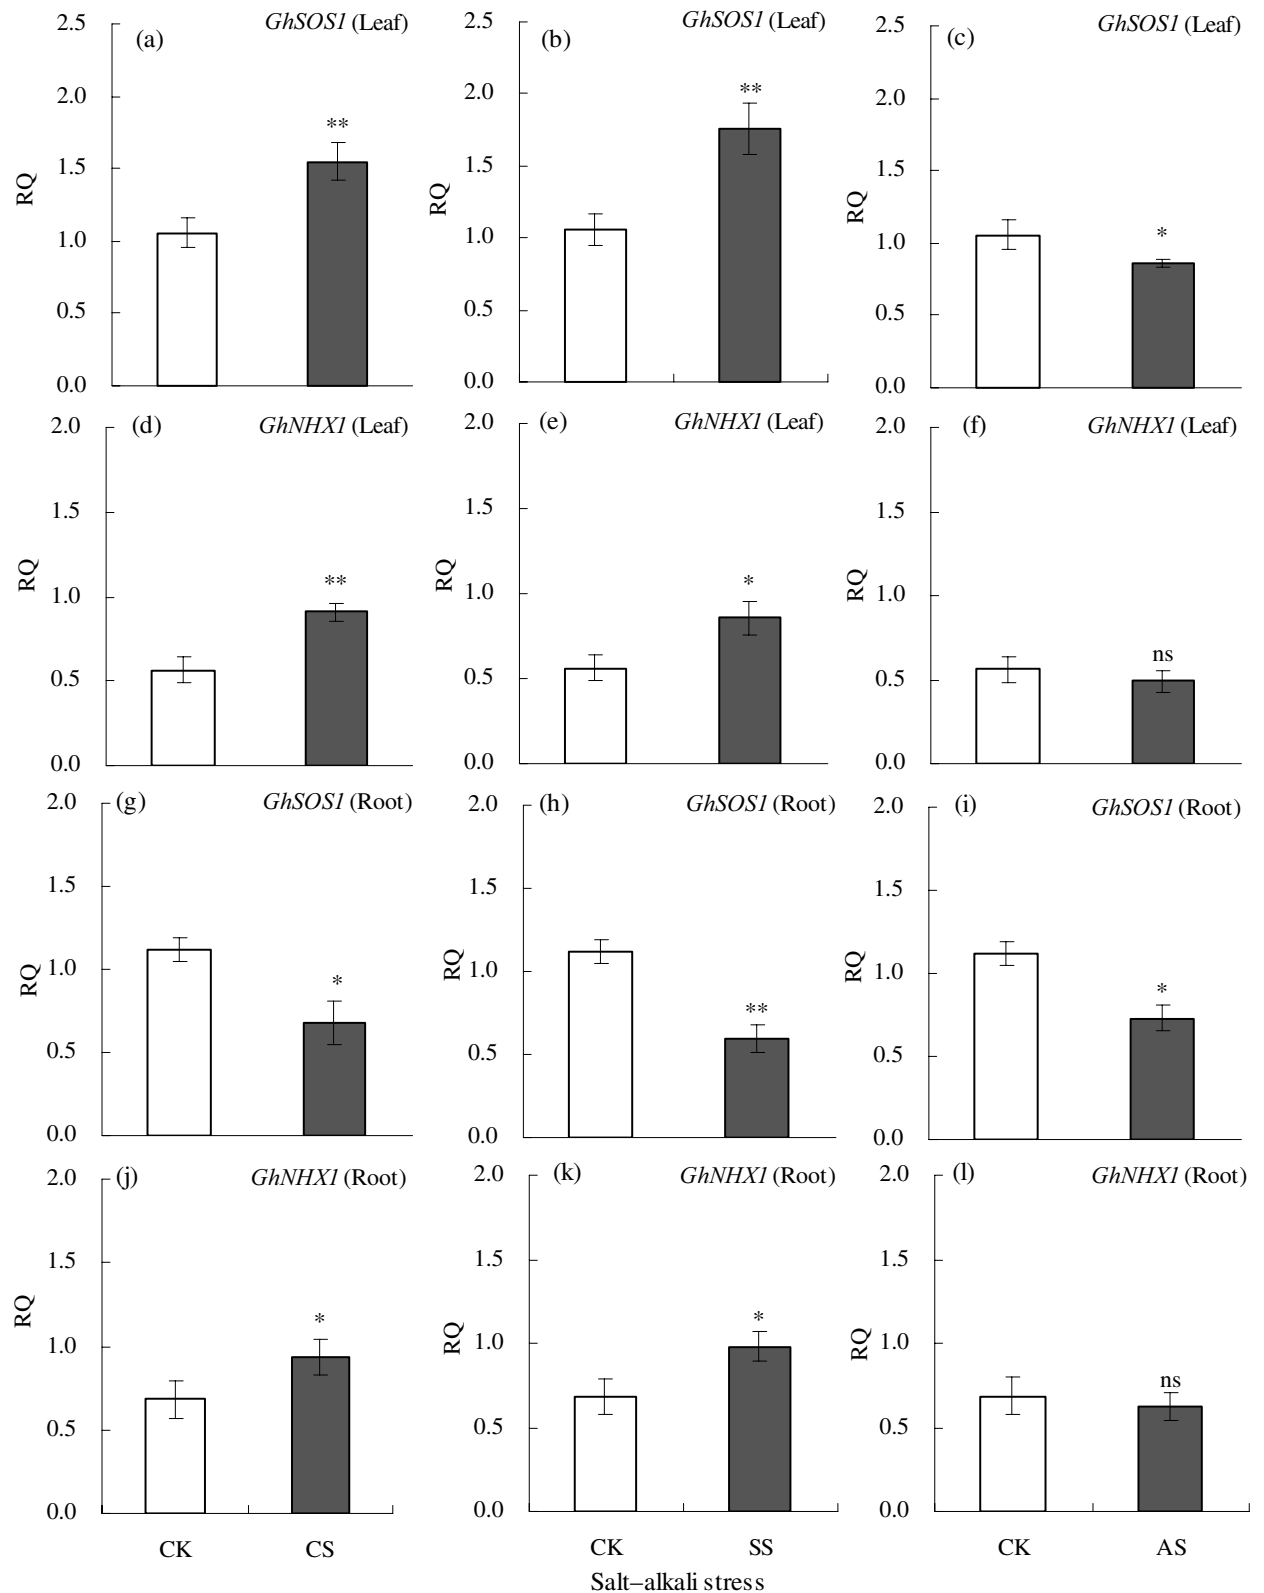 (a) GhSOS1 (Leaf)
2.5
2.0
1.5
1.0
0.5
0.0
RQ
**
(b) GhSOS1 (Leaf)
2.5
2.0
1.5
1.0
0.5
0.0
RQ
**
(c) GhSOS1 (Leaf)
2.5
2.0
1.5
1.0
0.5
0.0
RQ
*
(d) GhNHX1 (Leaf)
2.0
1.5
1.0
0.5
0.0
RQ
**
(e) GhNHX1 (Leaf)
2.0
1.5
1.0
0.5
0.0
RQ
*
(f) GhNHX1 (Leaf)
2.0
1.5
1.0
0.5
0.0
RQ
ns
(g) GhSOS1 (Root)
2.0
1.5
1.0
0.5
0.0
RQ
*
(h) GhSOS1 (Root)
2.0
1.5
1.0
0.5
0.0
RQ
**
(i) GhSOS1 (Root)
2.0
1.5
1.0
0.5
0.0
RQ
*
(j) GhNHX1 (Root)
2.0
1.5
1.0
0.5
0.0
RQ
*
CK CS
(k) GhNHX1 (Root)
2.0
1.5
1.0
0.5
0.0
RQ
*
CK SS
(l) GhNHX1 (Root)
2.0
1.5
1.0
0.5
0.0
RQ
ns
CK AS
Salt–alkali stress